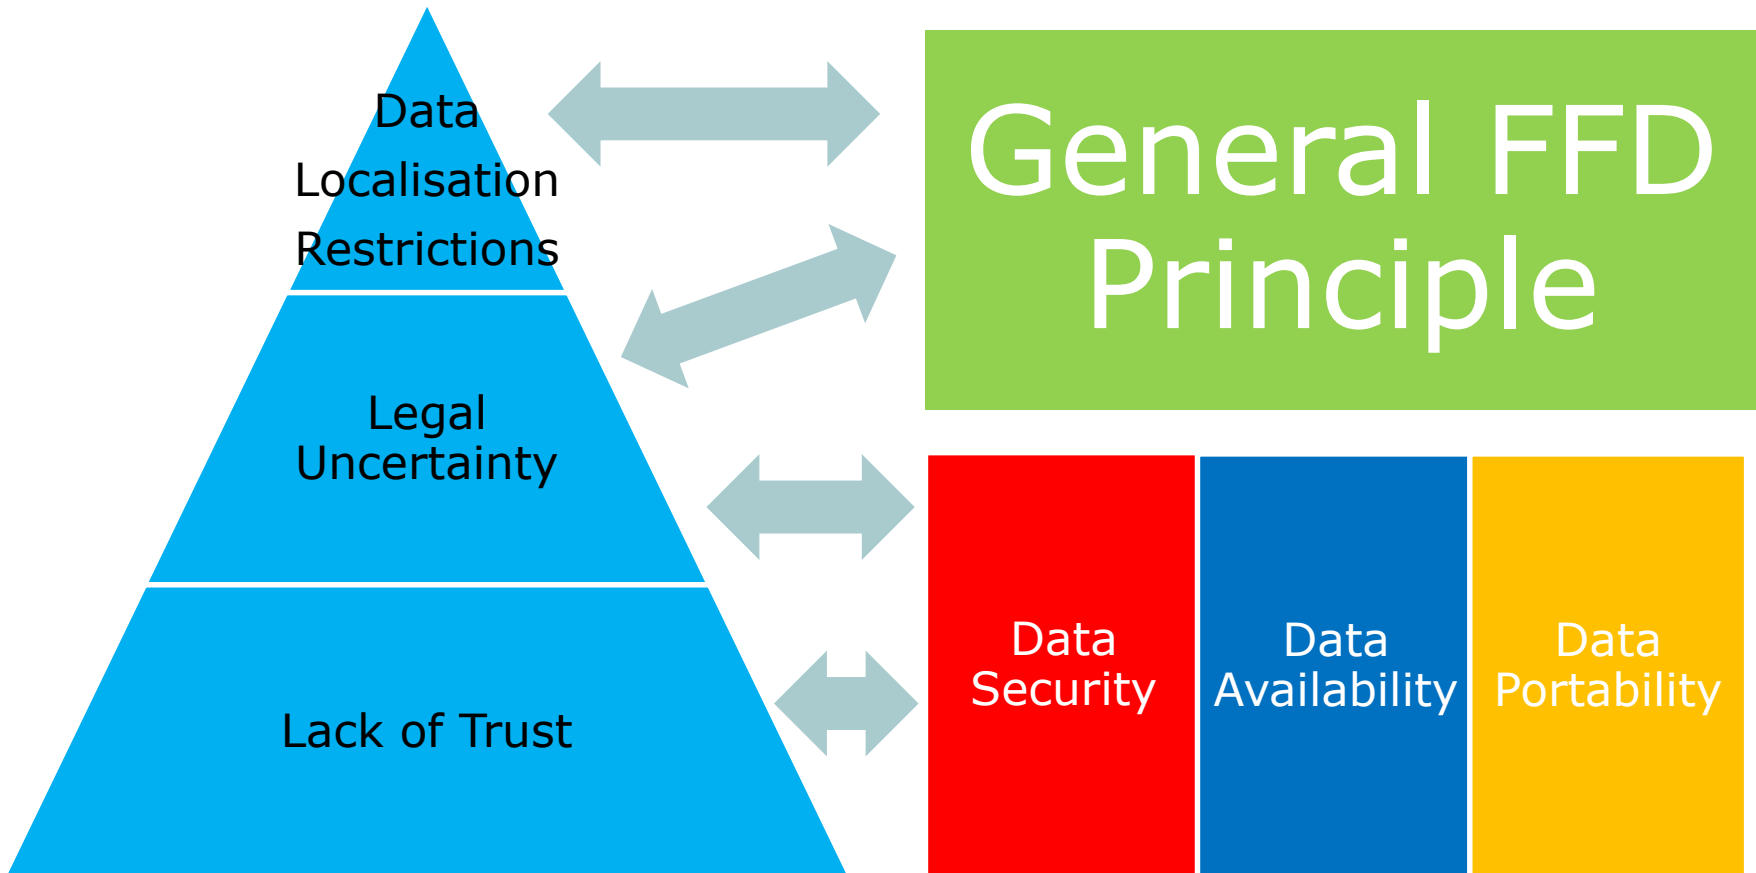 Data
Localisation
Restrictions
Legal
Uncertainty
Lack of Trust
General FFD
Principle
Data
Security
Data
Availability
Data
Portability